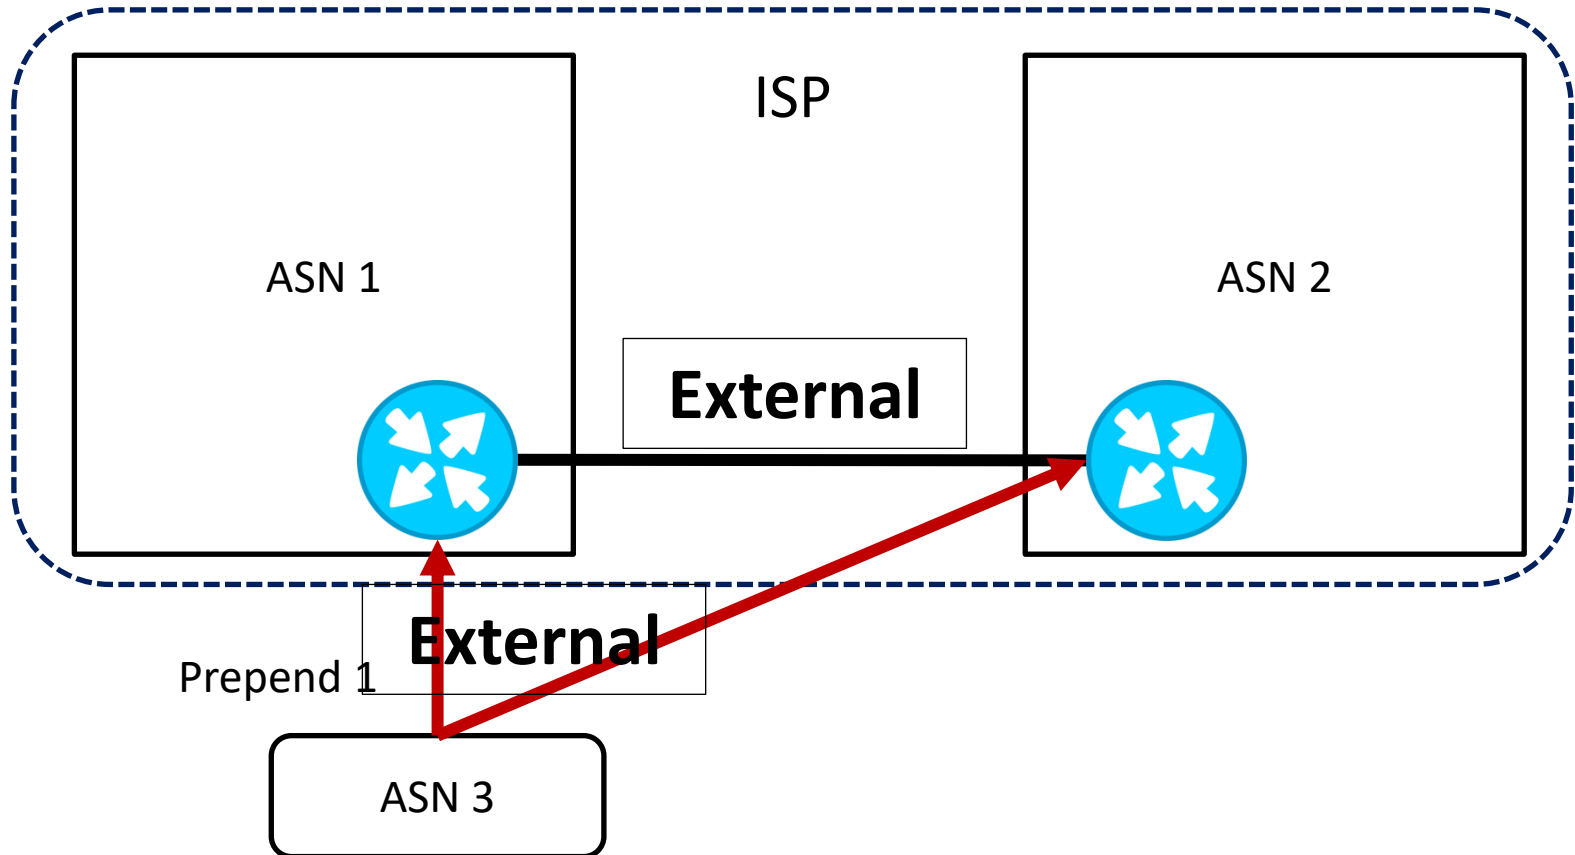 ISP
ASN 1
ASN 2
External
External
Prepend 1
ASN 3